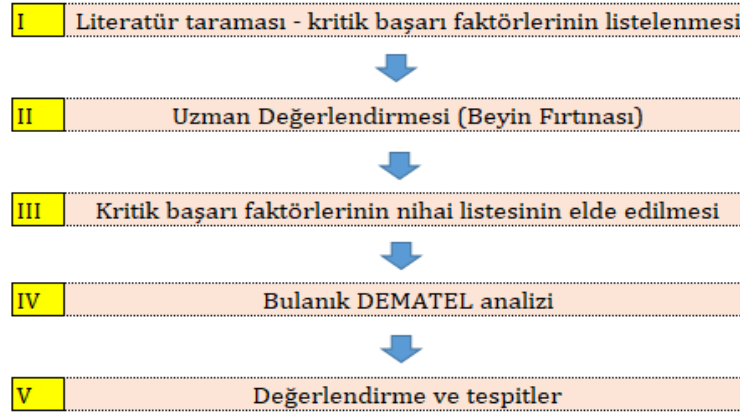 I Literatür taraması - kritik başarı faktörlerinin listelenmesi
II Uzman Değerlendirmesi (Beyin Fırtınası)
III Kritik başarı faktörlerinin nihai listesinin elde edilmesi
IV Bulanık DEMATEL analizi
V Değerlendirme ve tespitler